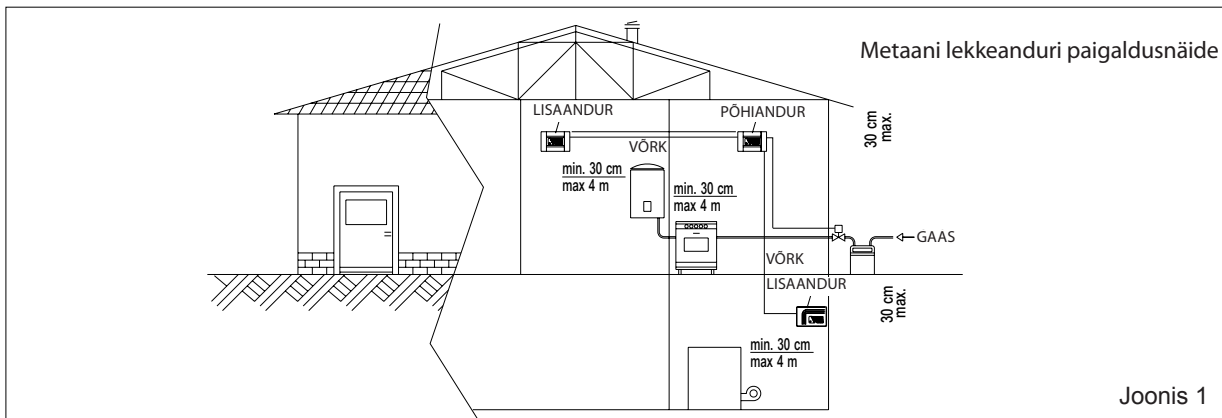 Metaani lekkeanduri paigaldusnäide
LISAANDUR
PÕHIANDUR
30 cm
max.
VÕRK
min. 30 cm
max 4 m
min. 30 cm
max 4 m
GAAS
VÕRK
LISAANDUR
30 cm
max.
min. 30 cm
max 4 m
Joonis 1